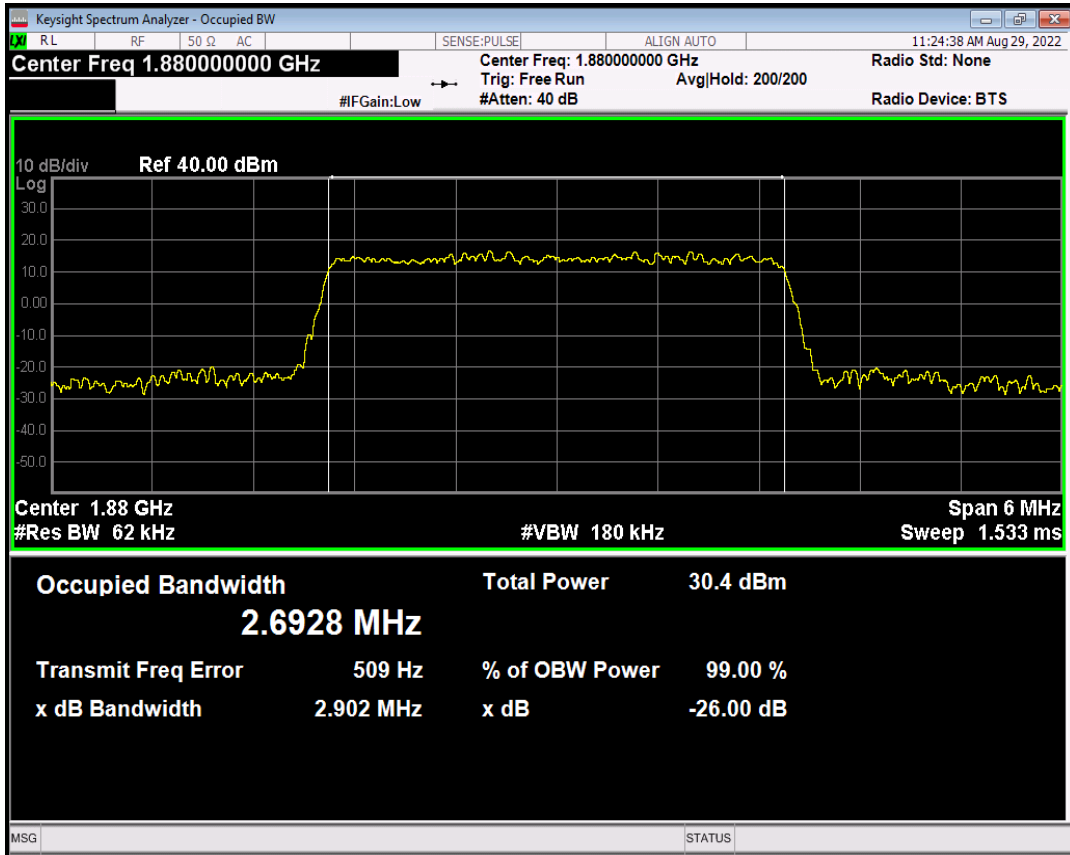 Keysight Spectrum Analyzer - Occupied BW
LXI RL RF 50 Ω AC SENSE:PULSE ALIGN AUTO 11:24:38 AM Aug 29, 2022
Center Freq 1.880000000 GHz Center Freq: 1.880000000 GHz Radio Std: None
Trig: Free Run Avg|Hold: 200/200
#IFGain:Low #Atten: 40 dB Radio Device: BTS
10 dB/div Ref 40.00 dBm
Log
30.0
20.0
10.0
0.00
-10.0
-20.0
-30.0
-40.0
-50.0
Center 1.88 GHz Span 6 MHz
#Res BW 62 kHz #VBW 180 kHz Sweep 1.533 ms
Occupied Bandwidth Total Power 30.4 dBm
2.6928 MHz
Transmit Freq Error 509 Hz % of OBW Power 99.00 %
x dB Bandwidth 2.902 MHz x dB -26.00 dB
MSG STATUS